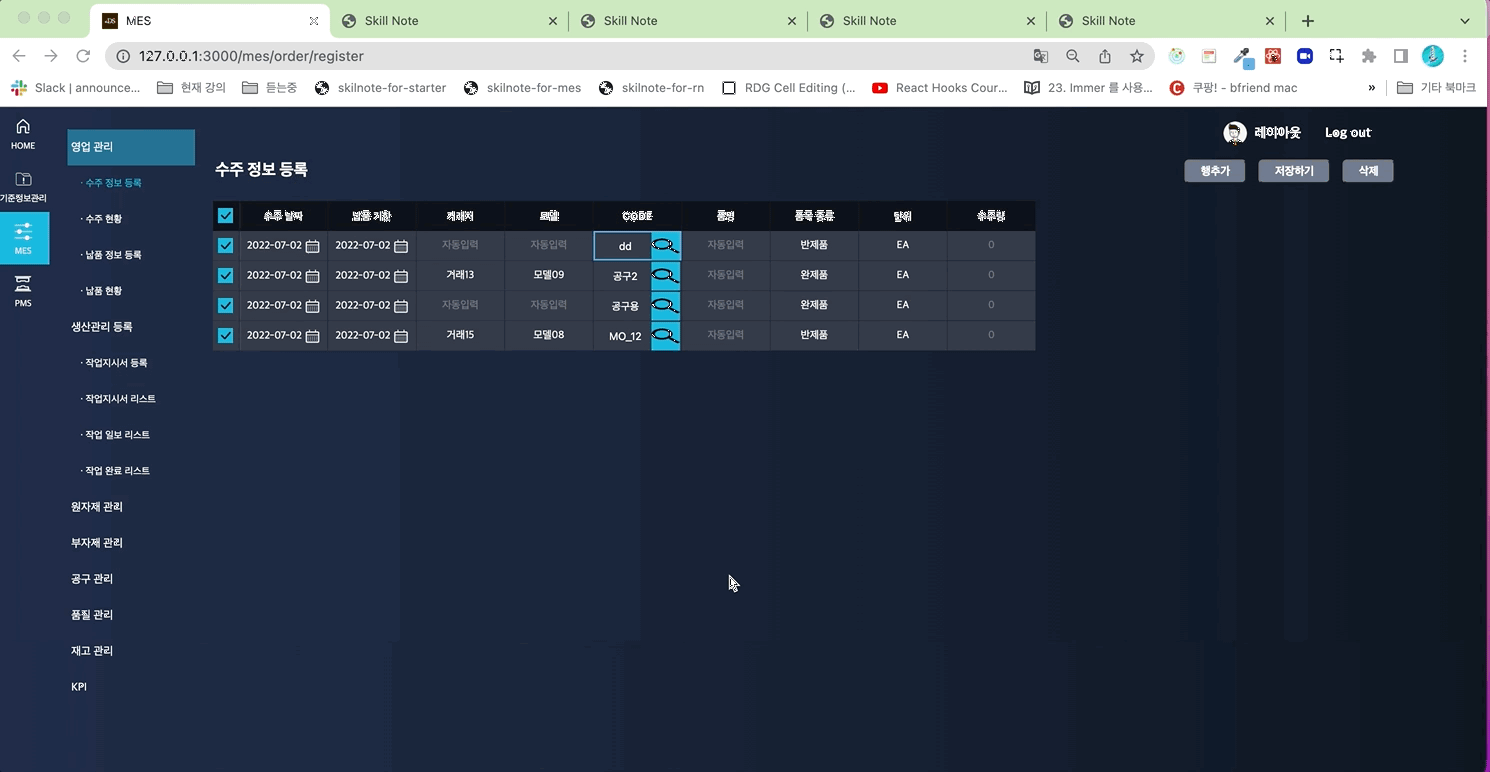 MES
Skill Note
Skill Note
Skill Note
Skill Note
127.0.0.1:3000/mes/order/register
Slack | announce...
현재 강의
듣는중
skilnote-for-starter
skilnote-for-mes
skilnote-for-rn
RDG Cell Editing (...
React Hooks Cour...
23. Immer 를 사용...
쿠팡! - bfriend mac
»
기타 북마크
HOME
기준정보관리
MES
PMS
영업 관리
· 수주 정보 등록
· 수주 현황
· 납품 정보 등록
· 납품 현황
생산관리 등록
· 작업지시서 등록
· 작업지시서 리스트
· 작업 일보 리스트
· 작업 완료 리스트
원자재 관리
부자재 관리
공구 관리
품질 관리
재고 관리
KPI
레이아웃 Log out
수주 정보 등록
행추가 저장하기 삭제
수주 날짜 납품 기한 거래처 모델 CODE 품명 품목 종류 단위 수주량
2022-07-02 2022-07-02 자동입력 자동입력 dd 자동입력 반제품 EA 0
2022-07-02 2022-07-02 거래13 모델09 공구2 자동입력 완제품 EA 0
2022-07-02 2022-07-02 자동입력 자동입력 공구용 자동입력 완제품 EA 0
2022-07-02 2022-07-02 거래15 모델08 MO_12 자동입력 반제품 EA 0